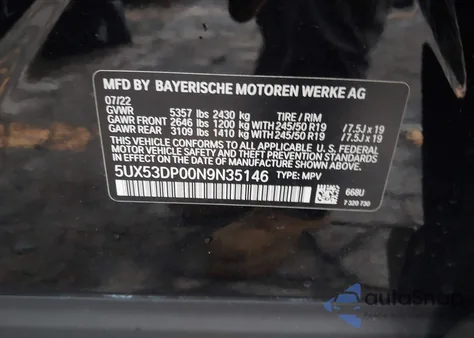 MFD BY BAYERISCHE MOTOREN WERKE AG
07/22
GVWR 5357 lbs 2430 kg TIRE / RIM
GAWR FRONT 2646 lbs 1200 kg WITH 245/50 R19 / 7.5J x 19
GAWR REAR 3109 lbs 1410 kg WITH 245/50 R19 / 7.5J x 19
THIS VEHICLE CONFORMS TO ALL APPLICABLE FEDERAL
MOTOR VEHICLE SAFETY, BUMPER, AND THEFT PREVENTION
STANDARDS IN EFFECT ON THE DATE OF MANUFACTURE
SHOWN ABOVE.
5UX53DP00N9N35146 TYPE: MPV
668U
7 320 730
autoSnap